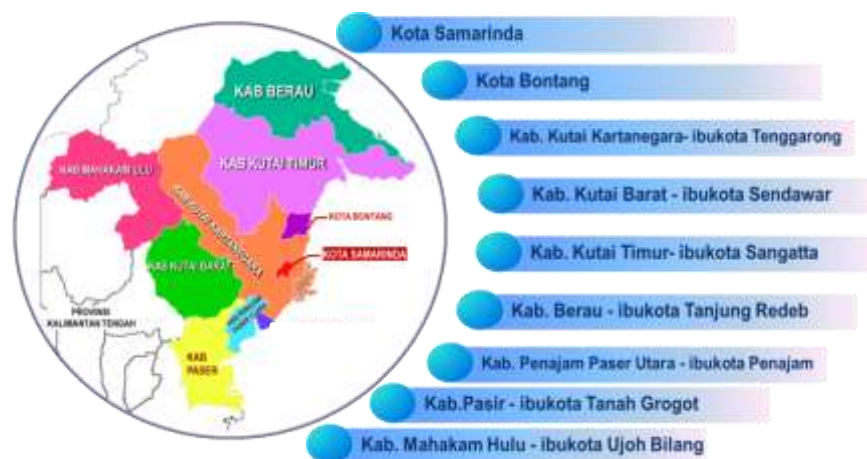 Kota Samarinda
Kota Bontang
Kab. Kutai Kartanegara- ibukota Tenggarong
Kab. Kutai Barat - ibukota Sendawar
Kab. Kutai Timur- ibukota Sangatta
Kab. Berau - ibukota Tanjung Redeb
Kab. Penajam Paser Utara - ibukota Penajam
Kab.Pasir - ibukota Tanah Grogot
Kab. Mahakam Hulu - ibukota Ujoh Bilang
KAB BERAU
KAB MAHAKAM ULU
KAB KUTAI TIMUR
KAB KUTAI KARTANEGARA
KOTA BONTANG
KOTA SAMARINDA
KAB KUTAI BARAT
PROVINSI
KALIMANTAN TENGAH
KAB
PASER